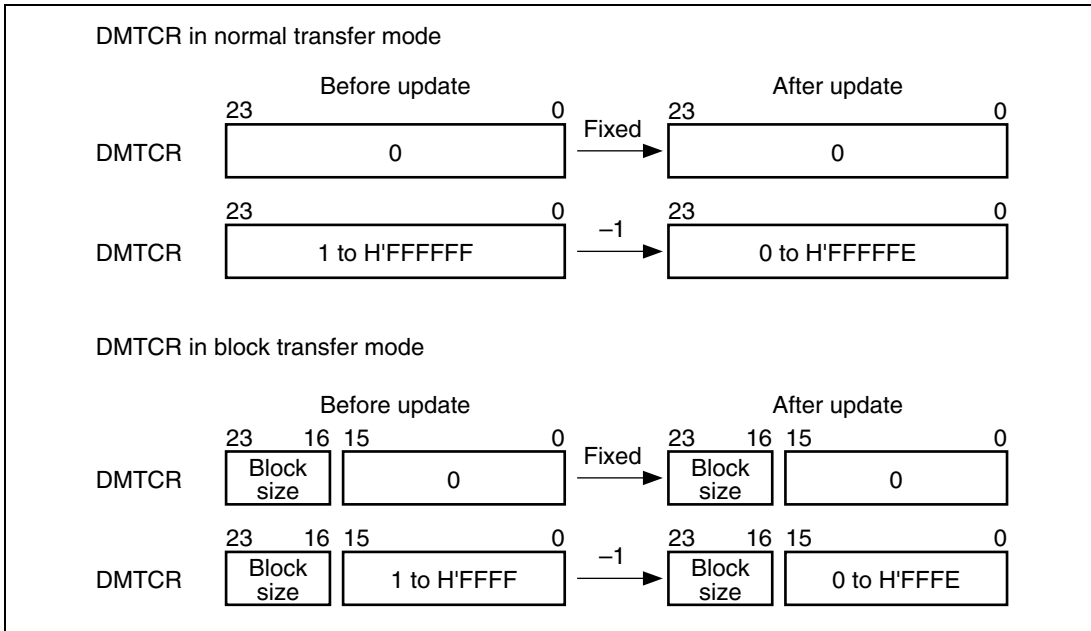 DMTCR in normal transfer mode
Before update After update
23 0 Fixed 23 0
DMTCR 0 0
23 0 –1 23 0
DMTCR 1 to H'FFFFFF 0 to H'FFFFFE
DMTCR in block transfer mode
Before update After update
23 16 15 0 Fixed 23 16 15 0
DMTCR Block size 0 Block size 0
23 16 15 0 –1 23 16 15 0
DMTCR Block size 1 to H'FFFF Block size 0 to H'FFFE